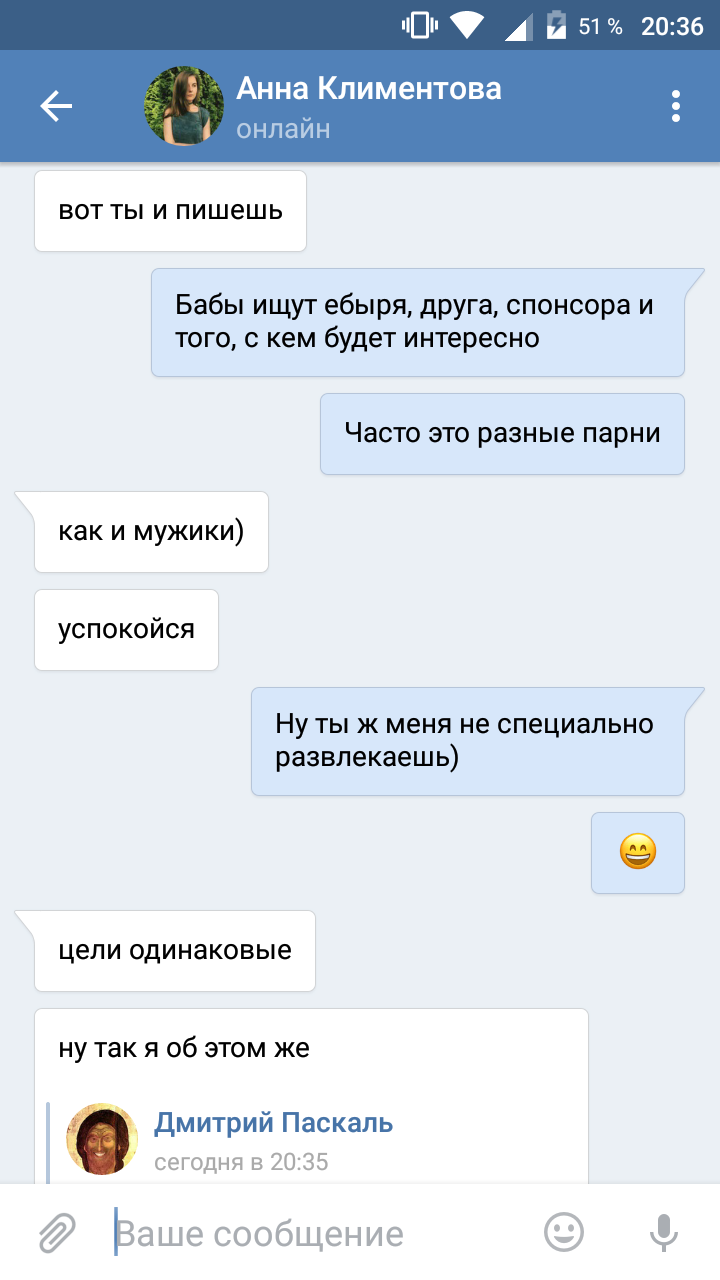 51 % 20:36
Анна Климентова
онлайн
вот ты и пишешь
Бабы ищут ебыря, друга, спонсора и
того, с кем будет интересно
Часто это разные парни
как и мужики)
успокойся
Ну ты ж меня не специально
развлекаешь)
цели одинаковые
ну так я об этом же
Дмитрий Паскаль
сегодня в 20:35
Ваше сообщение